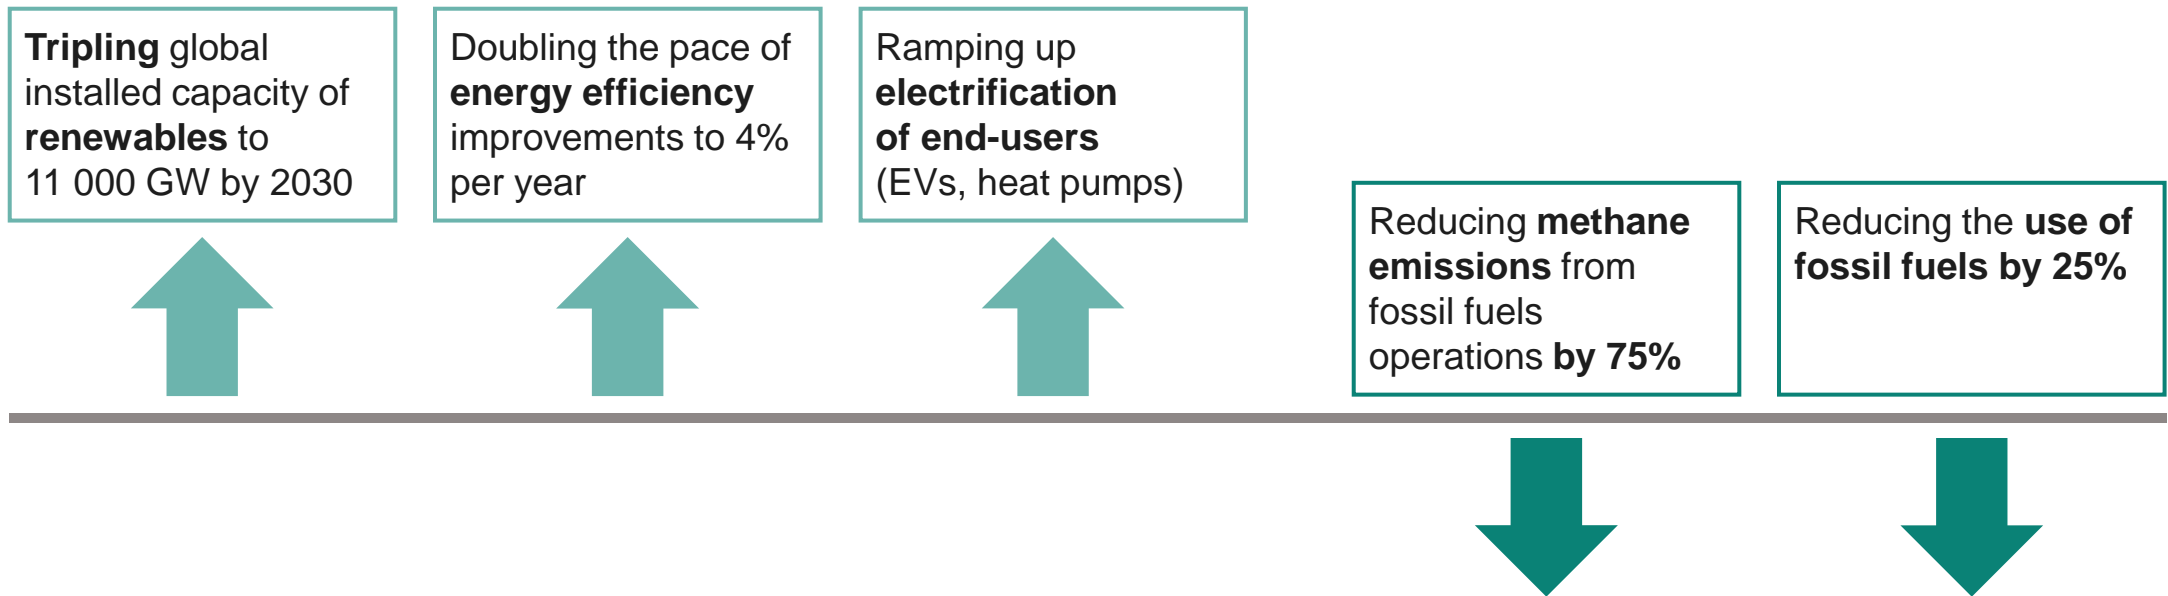 Tripling global
installed capacity of
renewables to
11 000 GW by 2030
Doubling the pace of
energy efficiency
improvements to 4%
per year
Ramping up
electrification
of end-users
(EVs, heat pumps)
Reducing methane
emissions from
fossil fuels
operations by 75%
Reducing the use of
fossil fuels by 25%